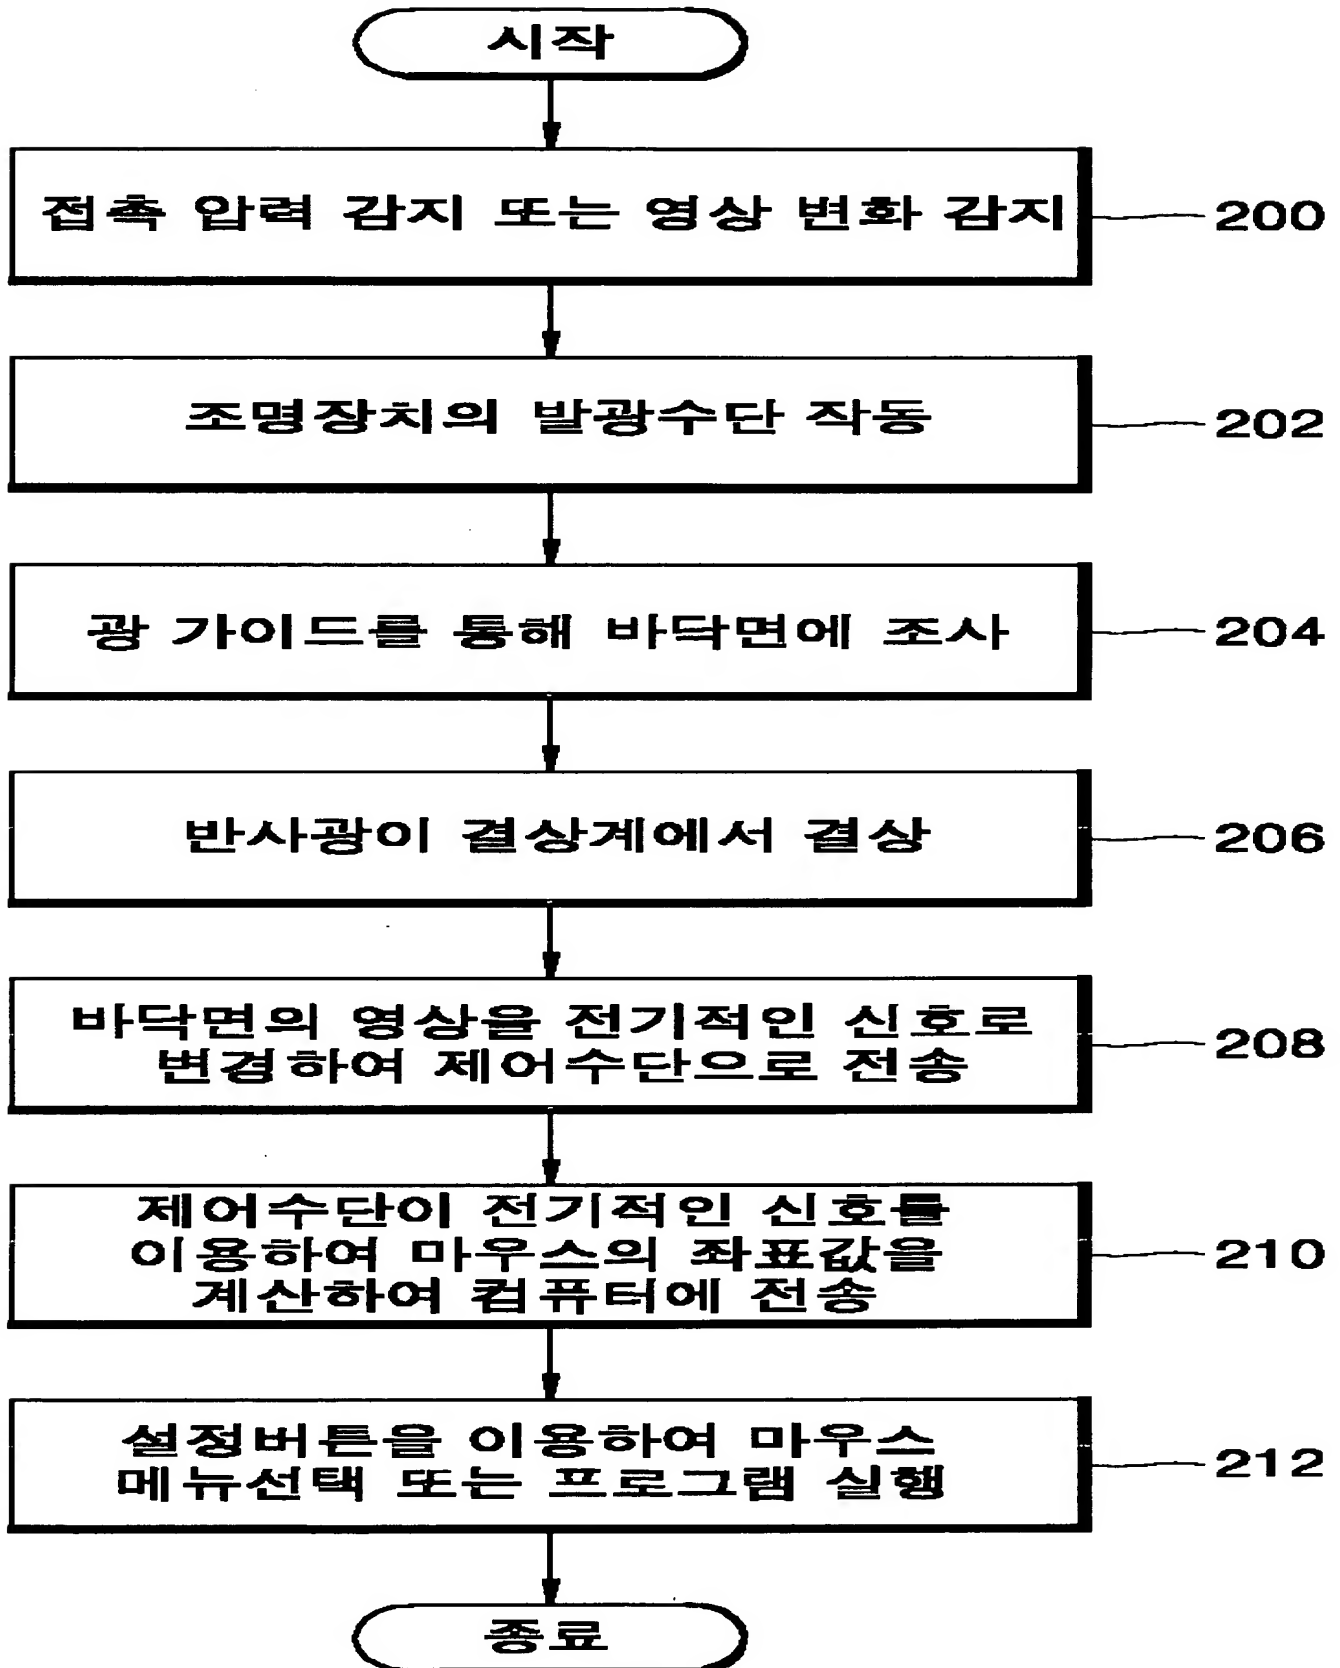 시작
접촉 압력 감지 또는 영상 변화 감지
200
조명장치의 발광수단 작동
202
광 가이드를 통해 바닥면에 조사
204
반사광이 결상계에서 결상
206
바닥면의 영상을 전기적인 신호로
변경하여 제어수단으로 전송
208
제어수단이 전기적인 신호를
이용하여 마우스의 좌표값을
계산하여 컴퓨터에 전송
210
설정버튼을 이용하여 마우스
메뉴선택 또는 프로그램 실행
212
종료